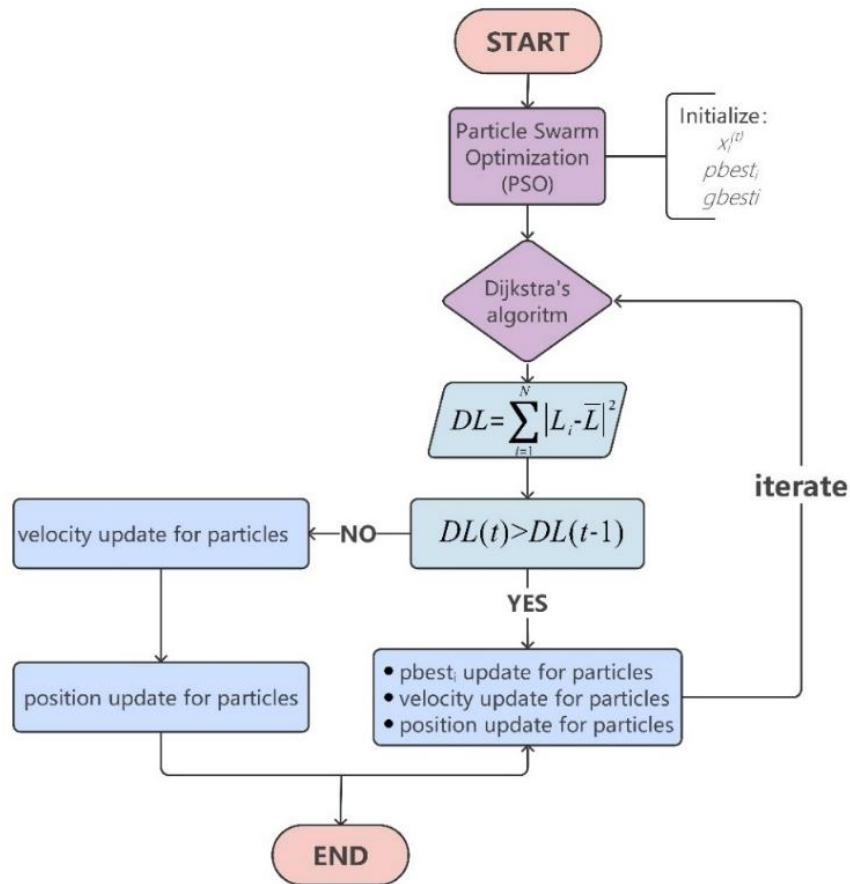 START
Particle Swarm
Optimization
(PSO)
Initialize:
x_i^(t)
pbest_i
gbesti
Dijkstra's
algoritm
DL=∑_{i=1}^{N}|L_i-L̅|^2
iterate
velocity update for particles
NO
DL(t)>DL(t-1)
YES
position update for particles
• pbest_i update for particles
• velocity update for particles
• position update for particles
END